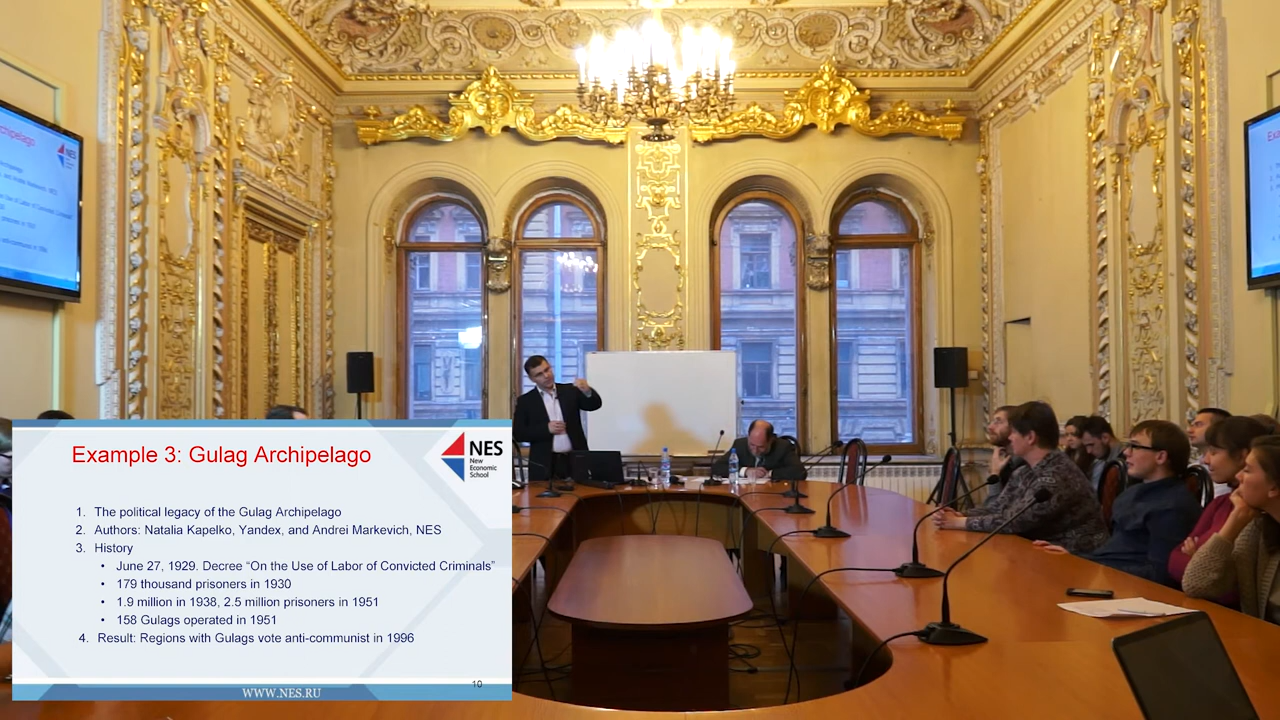 Example 3: Gulag Archipelago
NES
New
Economic
School
1. The political legacy of the Gulag Archipelago
2. Authors: Natalia Kapelko, Yandex, and Andrei Markevich, NES
3. History
• June 27, 1929. Decree “On the Use of Labor of Convicted Criminals”
• 179 thousand prisoners in 1930
• 1.9 million in 1938, 2.5 million prisoners in 1951
• 158 Gulags operated in 1951
4. Result: Regions with Gulags vote anti-communist in 1996
10
WWW.NES.RU
NES